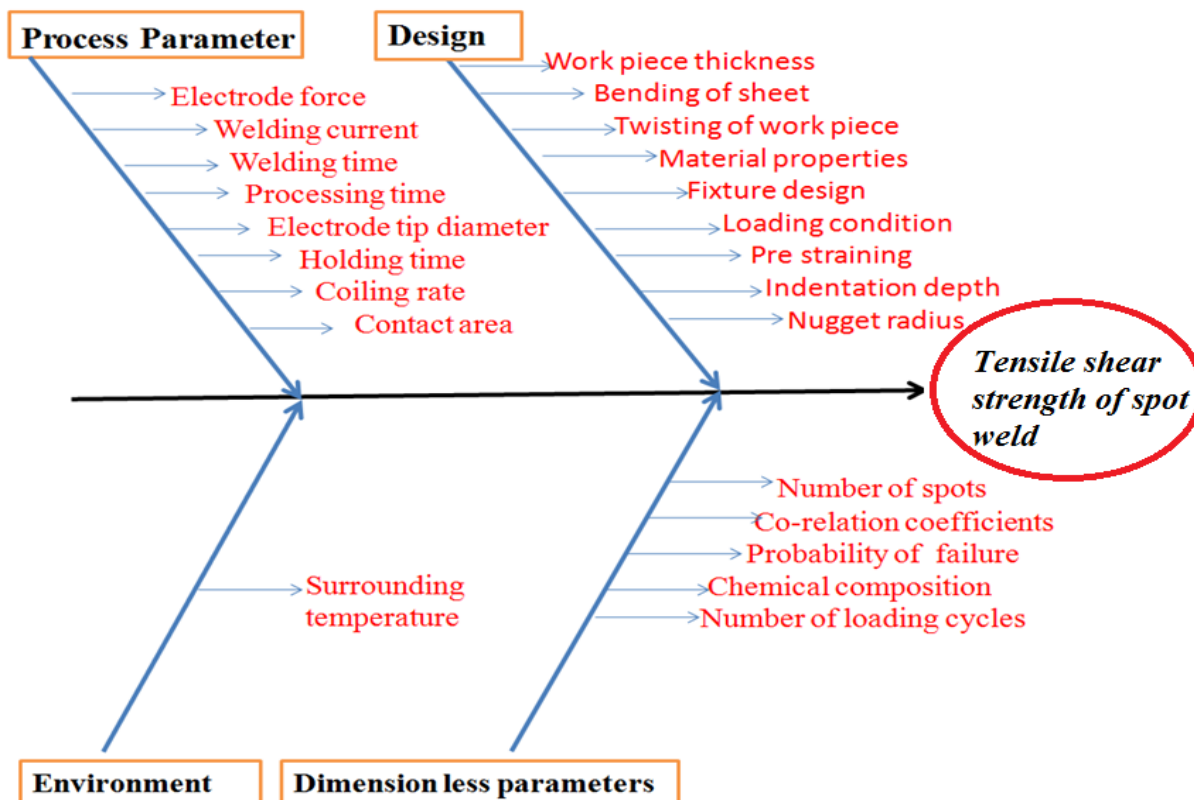 Process Parameter
Electrode force
Welding current
Welding time
Processing time
Electrode tip diameter
Holding time
Coiling rate
Contact area
Design
Work piece thickness
Bending of sheet
Twisting of work piece
Material properties
Fixture design
Loading condition
Pre straining
Indentation depth
Nugget radius
Tensile shear
strength of spot
weld
Surrounding
temperature
Environment
Number of spots
Co-relation coefficients
Probability of failure
Chemical composition
Number of loading cycles
Dimension less parameters